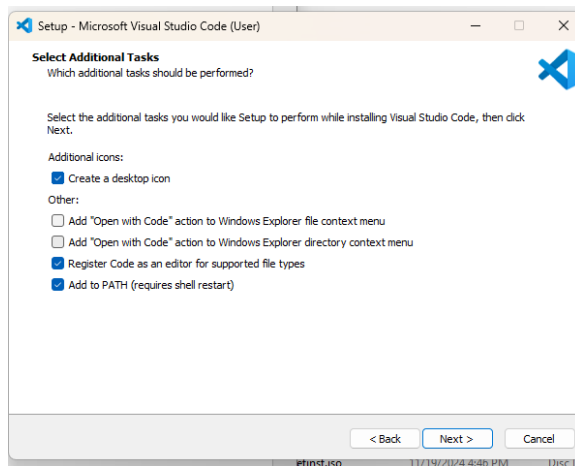 Setup - Microsoft Visual Studio Code (User)
Select Additional Tasks
Which additional tasks should be performed?
Select the additional tasks you would like Setup to perform while installing Visual Studio Code, then click
Next.
Additional icons:
Create a desktop icon
Other:
Add "Open with Code" action to Windows Explorer file context menu
Add "Open with Code" action to Windows Explorer directory context menu
Register Code as an editor for supported file types
Add to PATH (requires shell restart)
< Back Next > Cancel
11/19/2024 4:46 PM Disc